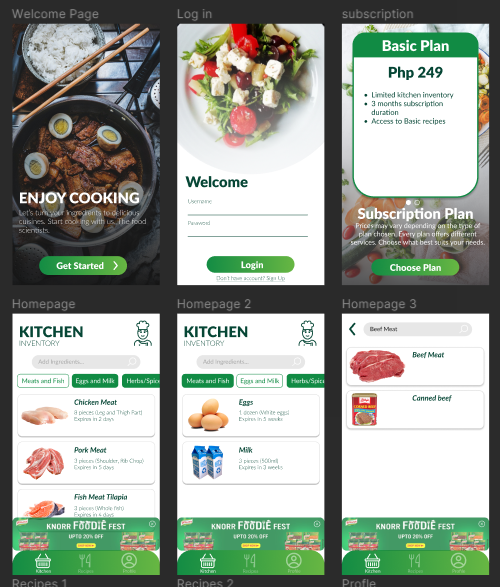 Welcome Page
Log in
subscription
ENJOY COOKING
Let's turn your ingredients to delicious
cuisines. Start cooking with us. The food
scientists.
Get Started
Welcome
Username
Password
Login
Don't have account? Sign Up
Basic Plan
Php 249
Limited kitchen inventory
3 months subscription
duration
Access to Basic recipes
Subscription Plan
Prices may vary depending on the type of
plan chosen. Every plan offers different
services. Choose what best suits your needs.
Choose Plan
Homepage
Homepage 2
Homepage 3
KITCHEN
INVENTORY
Add Ingredients...
Meats and Fish
Eggs and Milk
Herbs/Spice
Chicken Meat
8 pieces (Leg and Thigh Part)
Expires in 2 days
Pork Meat
3 pieces (Shoulder, Rib Chop)
Expires in 5 days
Fish Meat Tilapia
3 pieces (Whole fish)
Expires in 4 days
KNORR FOODIE FEST
UPTO 20% OFF
Kitchen
Recipes
Profile
KITCHEN
INVENTORY
Add Ingredients...
Meats and Fish
Eggs and Milk
Herbs/Spice
Eggs
1 dozen (White eggs)
Expires in 5 weeks
Milk
3 pieces (500ml)
Expires in 3 weeks
KNORR FOODIE FEST
UPTO 20% OFF
Kitchen
Recipes
Profile
Beef Meat
Beef Meat
Canned beef
KNORR FOODIE FEST
UPTO 20% OFF
Kitchen
Recipes
Profile
Recipes 1
Recipes 2
Profile